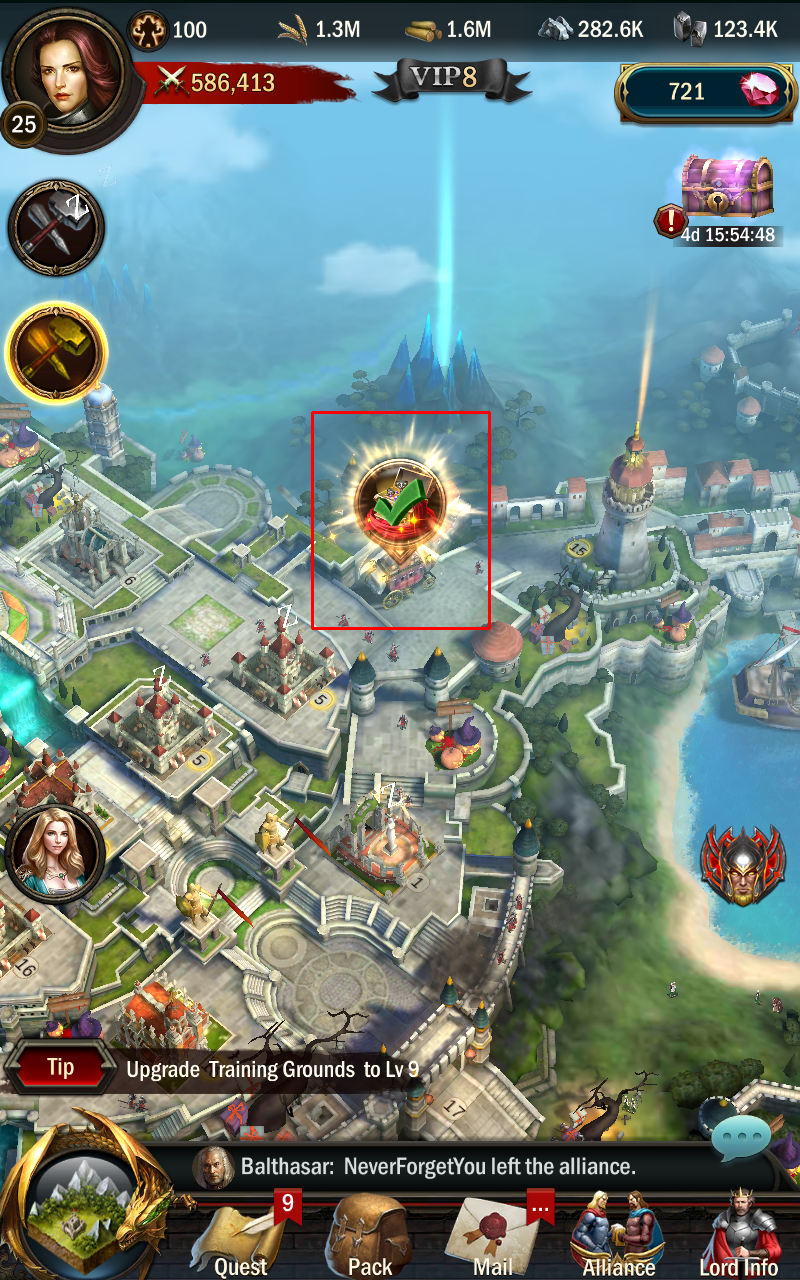 100
1.3M
1.6M
282.6K
123.4K
586,413
VIP8
721
25
4d 15:54:48
15
6
5
5
1
16
Tip
Upgrade Training Grounds to Lv 9
17
Balthasar: NeverForgetYou left the alliance.
9
...
Quest
Pack
Mail
Alliance
Lord Info